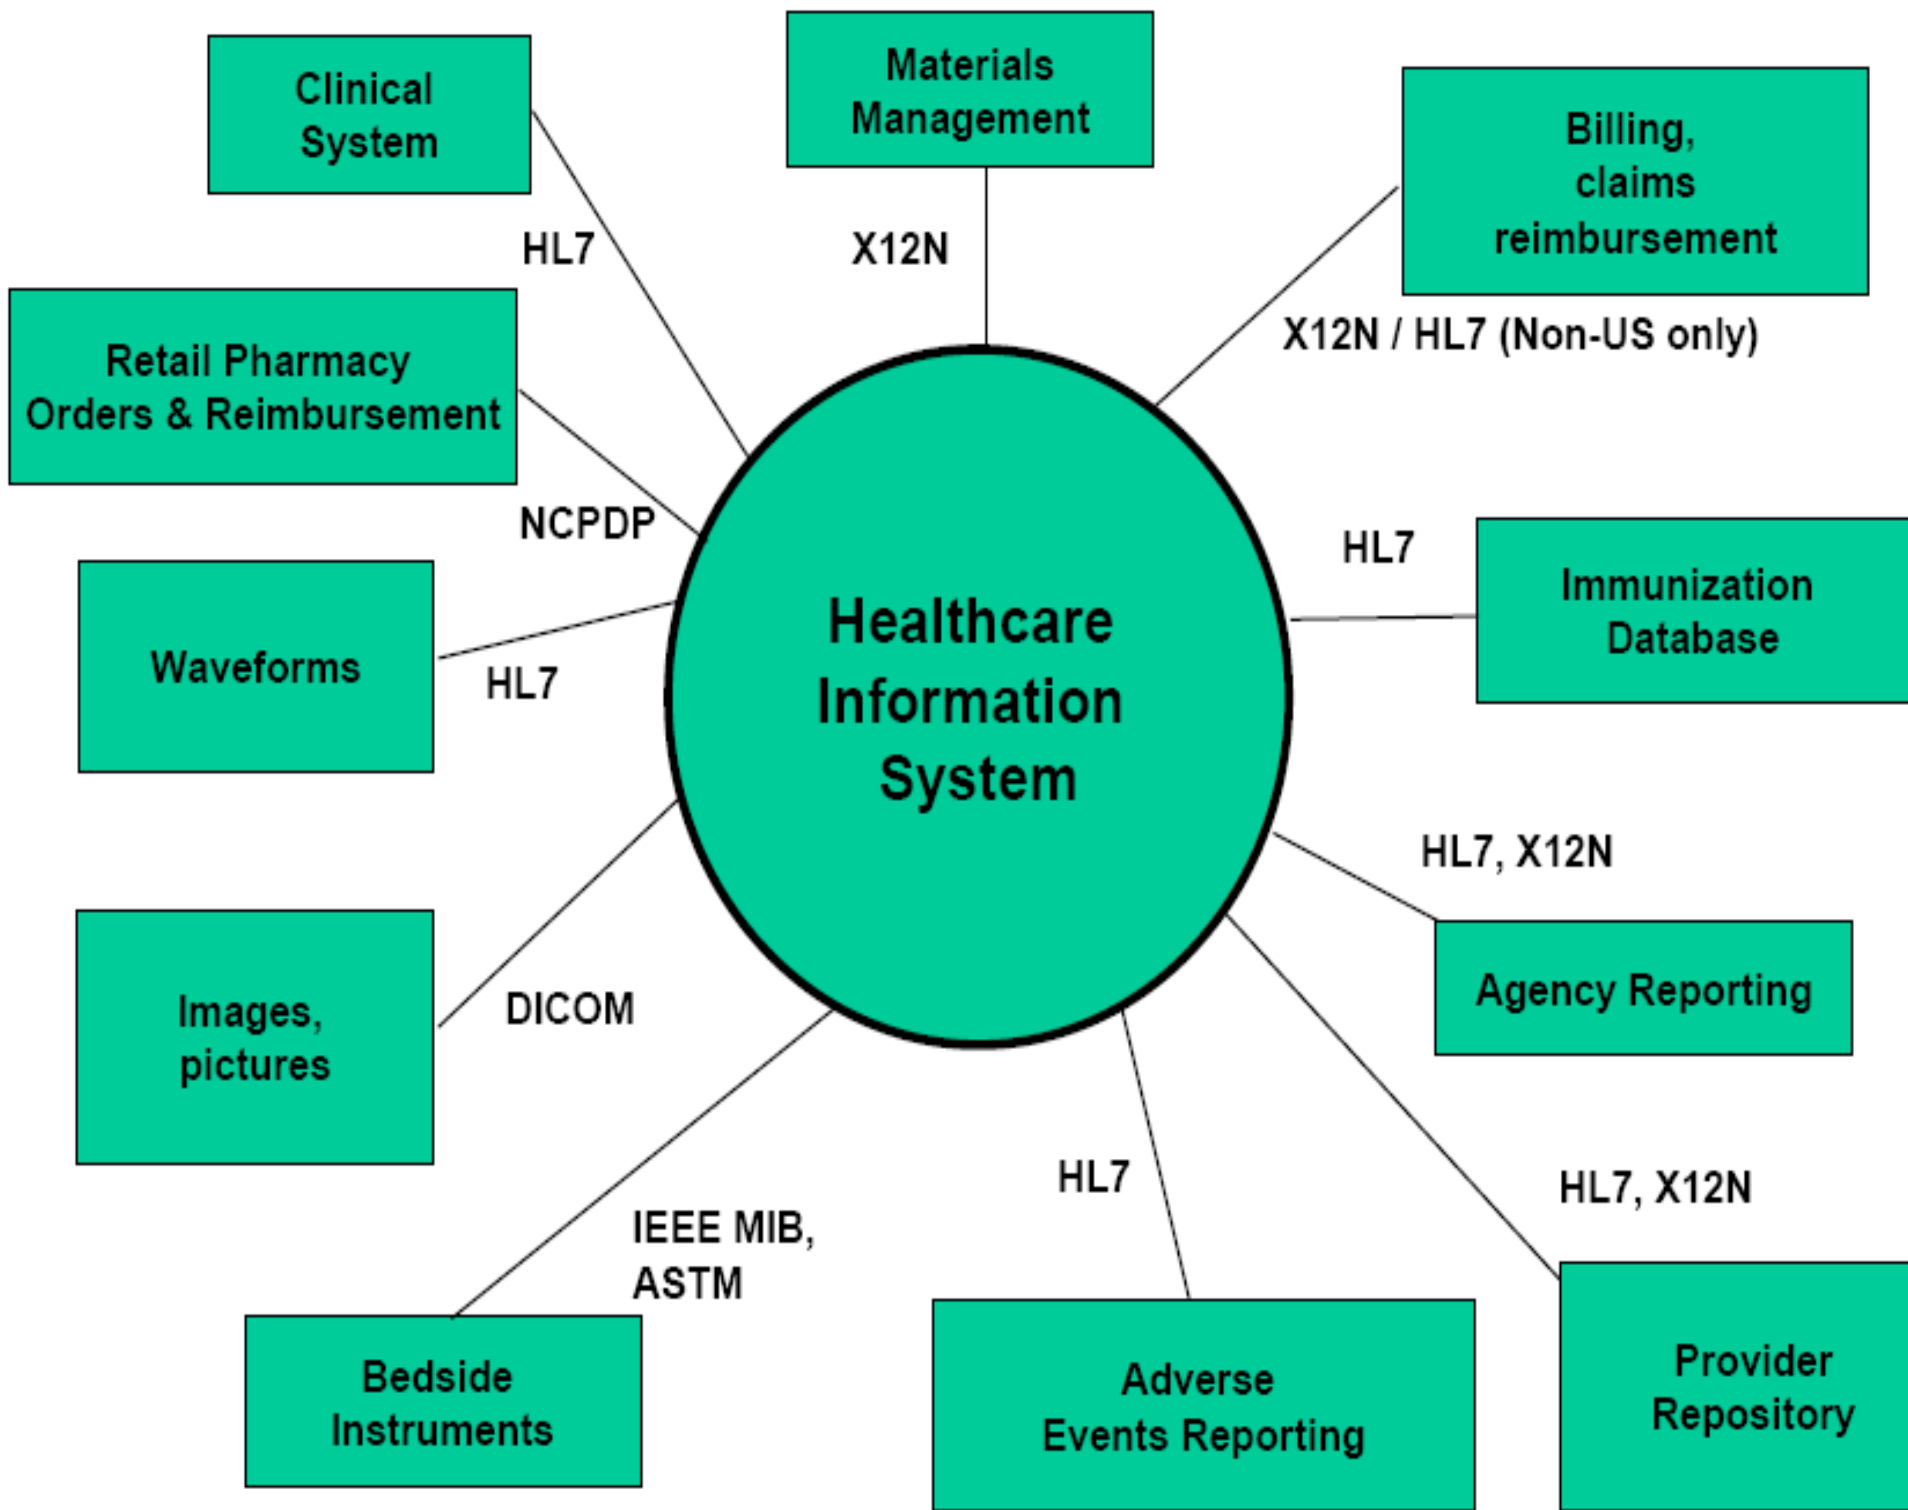 Clinical
System
Materials
Management
Billing,
claims
reimbursement
HL7
X12N
X12N / HL7 (Non-US only)
Retail Pharmacy
Orders & Reimbursement
NCPDP
HL7
Immunization
Database
Waveforms
HL7
Healthcare
Information
System
HL7, X12N
Agency Reporting
Images,
pictures
DICOM
HL7
HL7, X12N
IEEE MIB,
ASTM
Bedside
Instruments
Adverse
Events Reporting
Provider
Repository